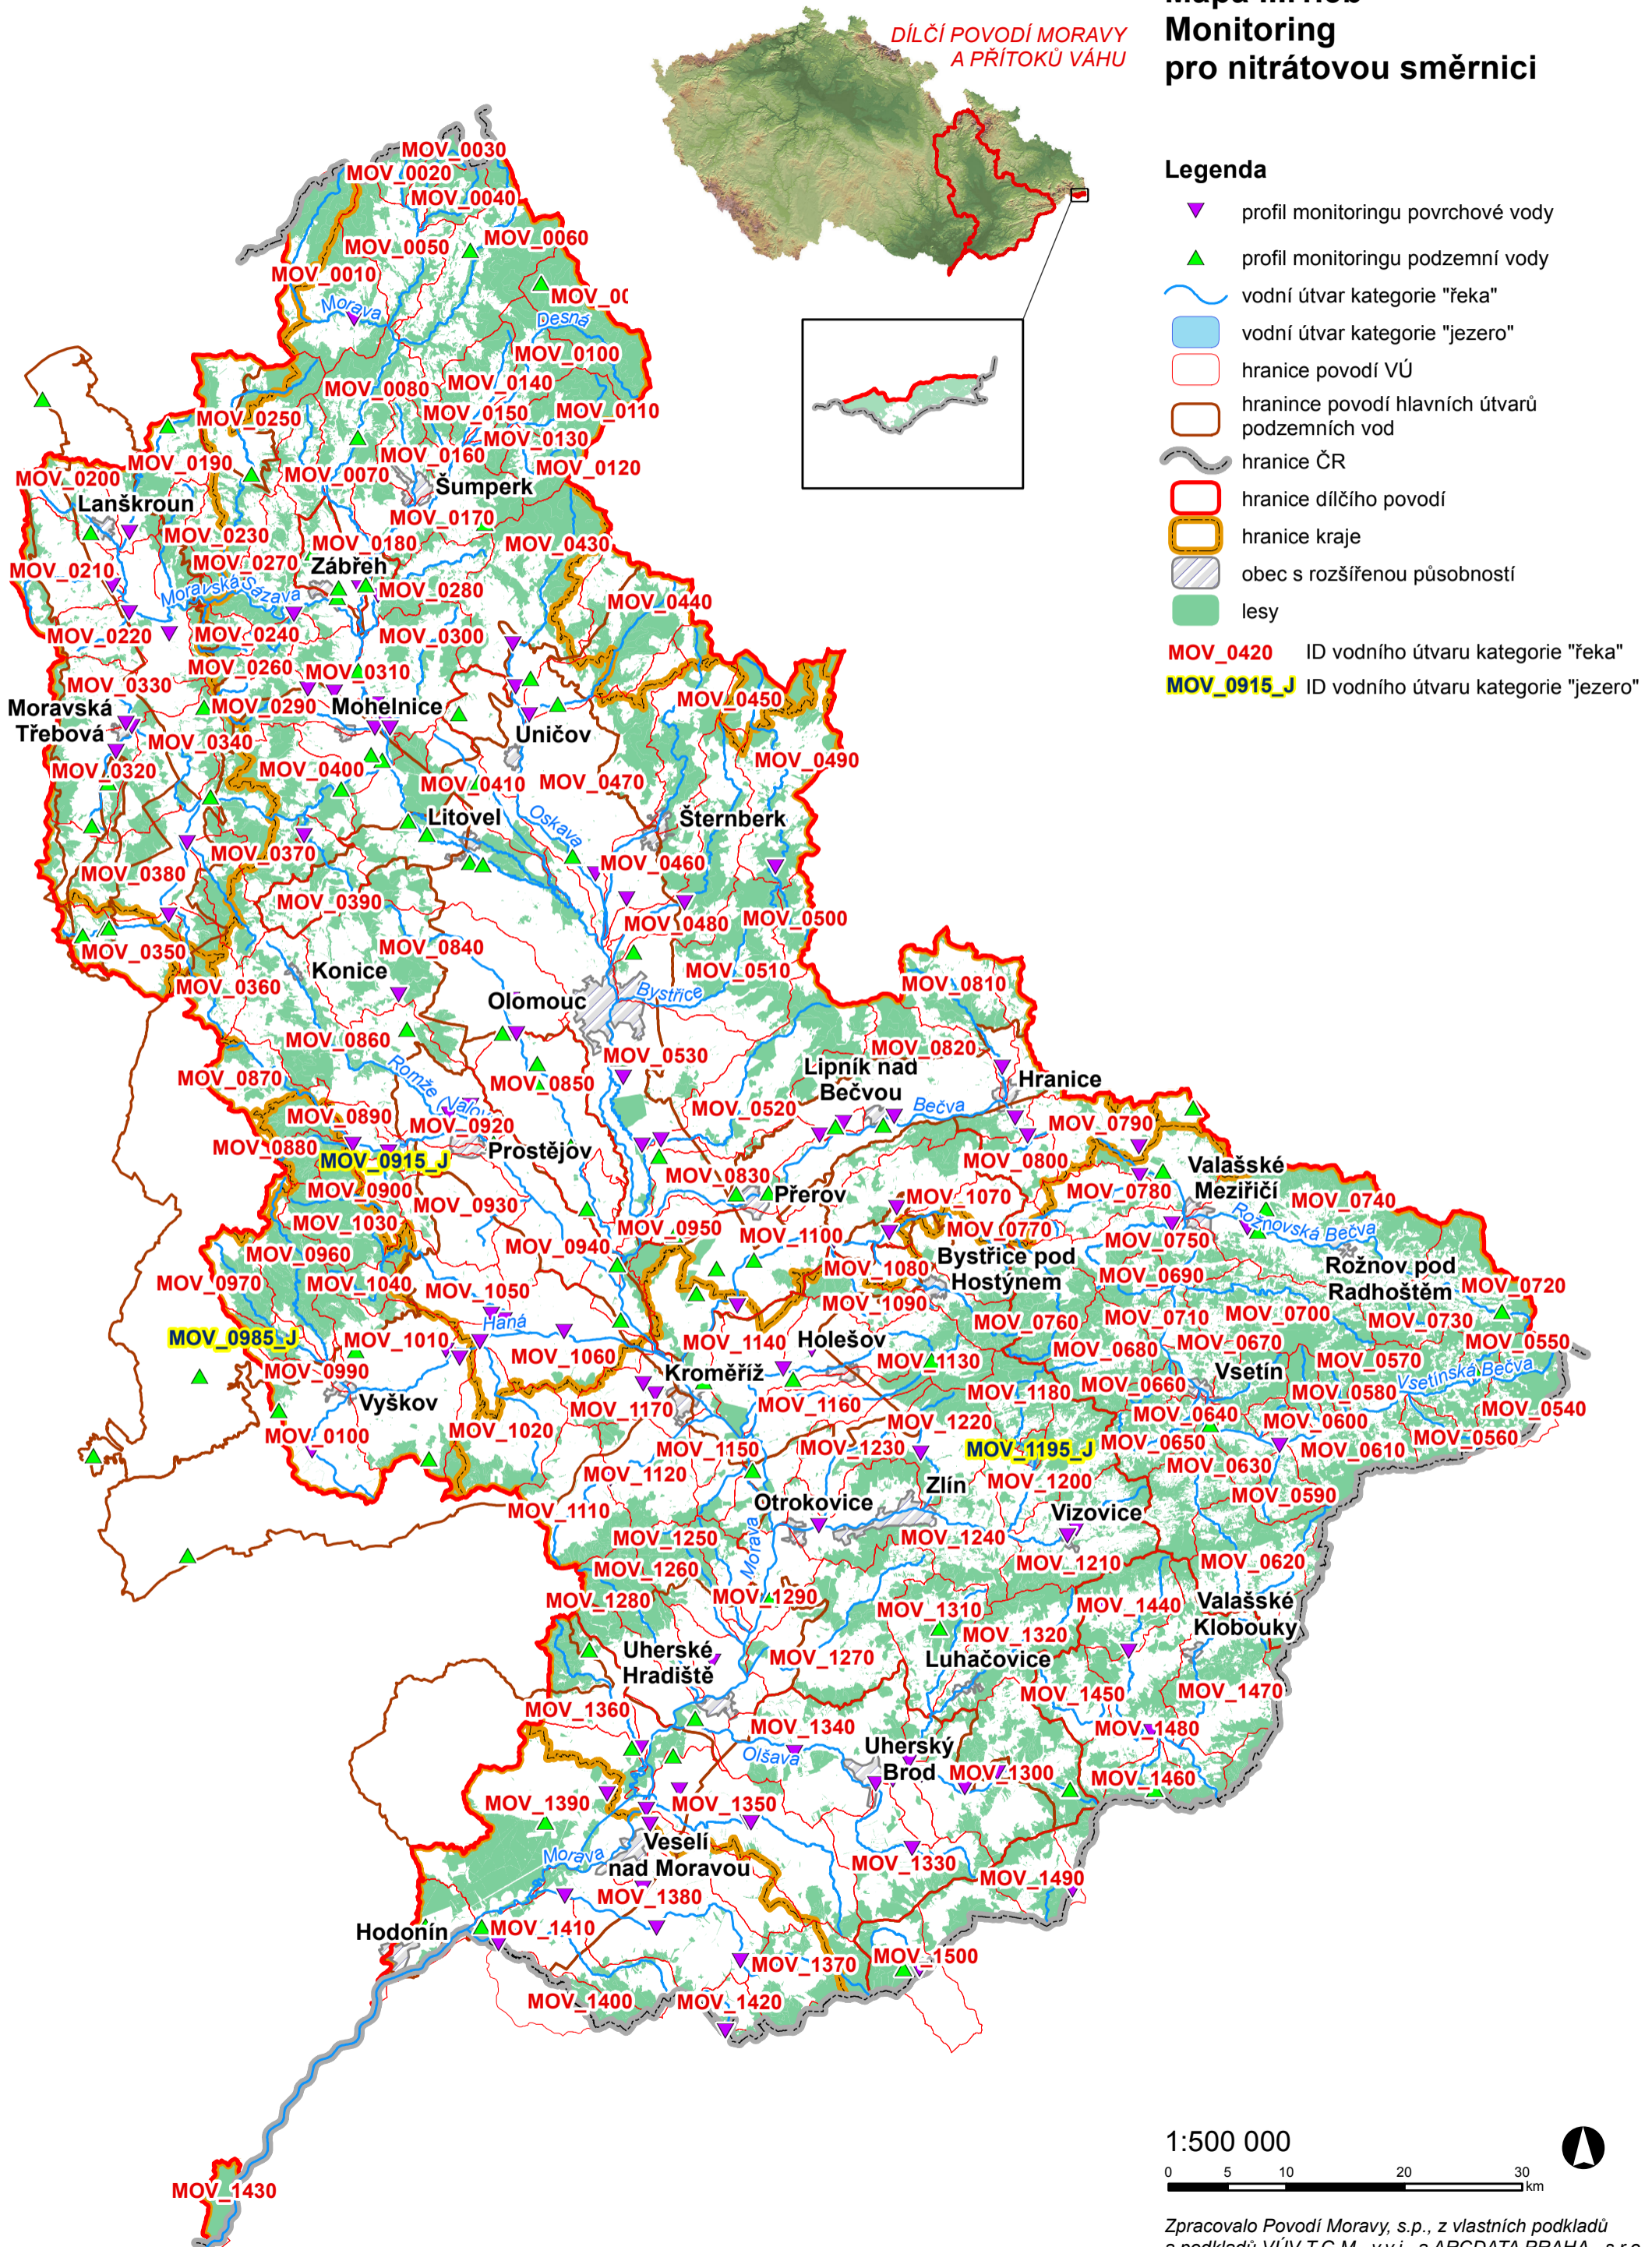 Monitoring
pro nitrátovou směrnici
DÍLČÍ POVODÍ MORAVY
A PŘÍTOKŮ VÁHU
Legenda
profil monitoringu povrchové vody
profil monitoringu podzemní vody
vodní útvar kategorie "řeka"
vodní útvar kategorie "jezero"
hranice povodí VÚ
hranince povodí hlavních útvarů
podzemních vod
hranice ČR
hranice dílčího povodí
hranice kraje
obec s rozšířenou působností
lesy
MOV_0420 ID vodního útvaru kategorie "řeka"
MOV_0915_J ID vodního útvaru kategorie "jezero"
MOV_0030
MOV_0020
MOV_0040
MOV_0060
MOV_0050
MOV_0010
Morava
Desná
MOV_0100
MOV_0140
MOV_0080
MOV_0150
MOV_0110
MOV_0250
MOV_0130
MOV_0160
MOV_0120
MOV_0190
MOV_0070
MOV_0200
Šumperk
Lanškroun
MOV_0170
MOV_0230
MOV_0180
MOV_0430
MOV_0270
Zábřeh
MOV_0210
Moravská Sázava
MOV_0280
MOV_0440
MOV_0220
MOV_0240
MOV_0300
MOV_0260
MOV_0310
MOV_0330
MOV_0450
Moravská
Třebová
MOV_0290
Mohelnice
Uničov
MOV_0340
MOV_0320
MOV_0400
MOV_0490
MOV_0410
MOV_0470
Litovel
Oskava
Šternberk
MOV_0370
MOV_0460
MOV_0380
MOV_0390
MOV_0480
MOV_0500
MOV_0350
MOV_0840
Konice
MOV_0510
MOV_0360
Olomouc
Bystřice
MOV_0810
MOV_0860
MOV_0530
MOV_0820
Lipník nad
Bečvou
Hranice
MOV_0870
Romže
MOV_0850
MOV_0890
MOV_0920
MOV_0520
Bečva
MOV_0790
MOV_0880
MOV_0915_J
Prostějov
MOV_0800
MOV_0900
MOV_0830
Přerov
MOV_0780
Valašské
Meziříčí
MOV_0740
MOV_0930
MOV_1070
MOV_1030
MOV_0950
MOV_0770
Rožnovská Bečva
MOV_0960
MOV_0940
MOV_1100
MOV_0750
MOV_0970
MOV_1040
MOV_1080
Bystřice pod
Hostýnem
MOV_0690
Rožnov pod
Radhoštěm
MOV_0720
MOV_1050
MOV_1090
MOV_0760
MOV_0710
MOV_0700
MOV_0730
Haná
MOV_0985_J
MOV_1010
MOV_1140
Holešov
MOV_0680
MOV_0670
MOV_0550
MOV_1060
MOV_1130
MOV_0570
MOV_0990
Kroměříž
Vsetín
Vsetínská Bečva
MOV_0660
MOV_0580
MOV_1180
Vyškov
MOV_1170
MOV_1160
MOV_0540
MOV_0640
MOV_0600
MOV_1220
MOV_0100
MOV_1020
MOV_1150
MOV_1230
MOV_1195_J
MOV_0650
MOV_0610
MOV_0560
MOV_1120
MOV_0630
MOV_1200
Zlín
MOV_0590
MOV_1110
Otrokovice
Vizovice
MOV_1250
Morava
MOV_1240
MOV_1210
MOV_0620
MOV_1260
MOV_1280
MOV_1290
MOV_1310
MOV_1440
Valašské
Klobouky
MOV_1320
Uherské
Hradiště
MOV_1270
Luhačovice
MOV_1450
MOV_1470
MOV_1360
MOV_1340
MOV_1480
Olšava
Uherský
Brod
MOV_1300
MOV_1460
MOV_1390
MOV_1350
Veselí
nad Moravou
Morava
MOV_1330
MOV_1490
MOV_1380
Hodonín
MOV_1410
MOV_1370
MOV_1500
MOV_1400
MOV_1420
MOV_1430
1:500 000
0 5 10 20 30
km
Zpracovalo Povodí Moravy, s.p., z vlastních podkladů